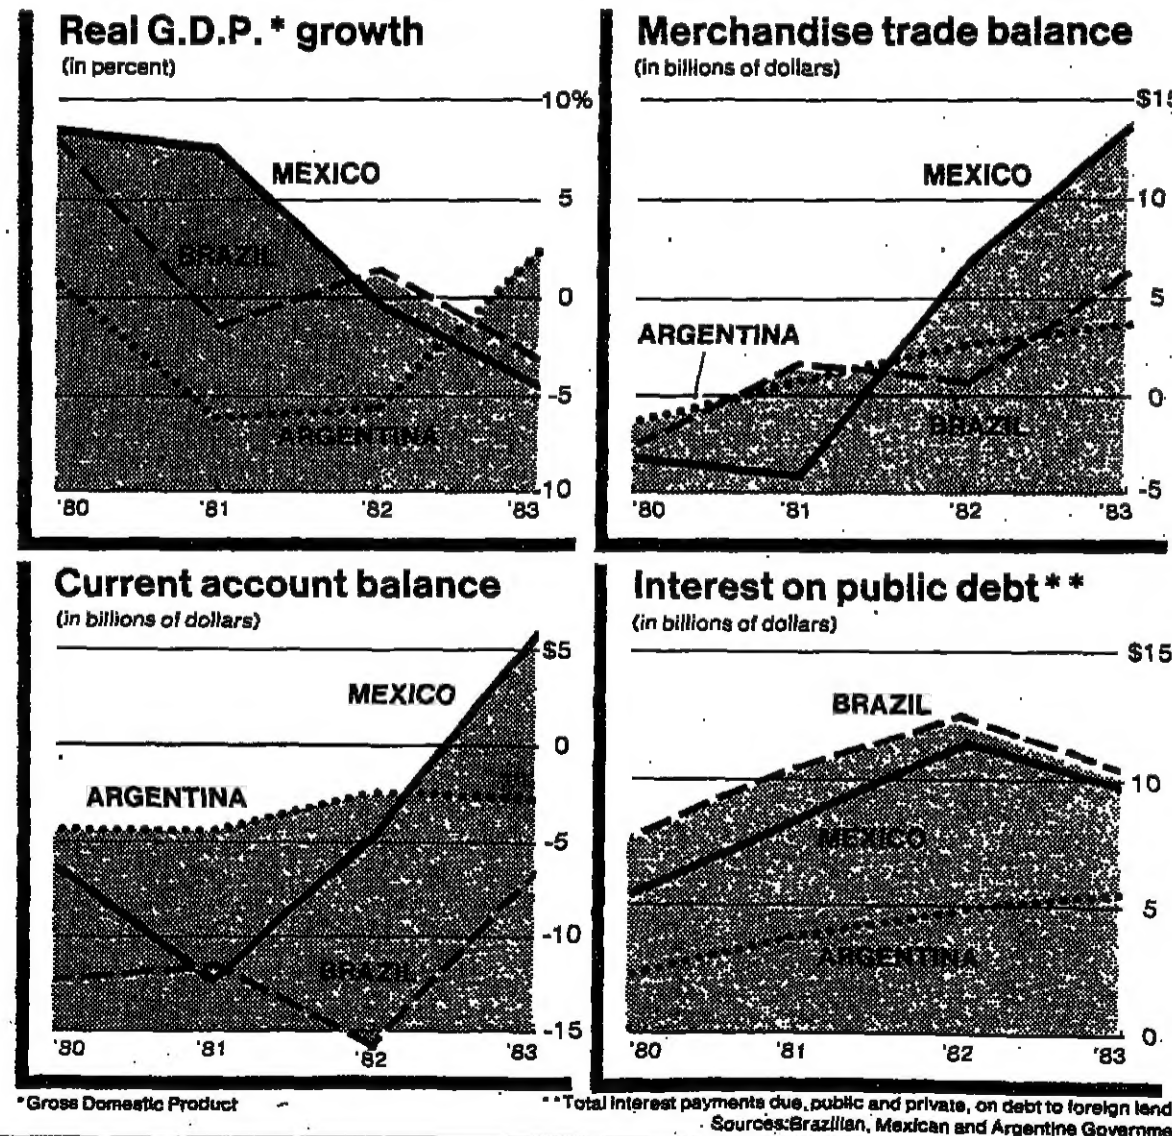 Real G.D.P.* growth
(in percent)
10%
MEXICO
5
BRAZIL
0
-5
ARGENTINA
10
'80 '81 '82 '83
Merchandise trade balance
(in billions of dollars)
$15
MEXICO
10
5
ARGENTINA
0
BRAZIL
-5
'80 '81 '82 '83
Current account balance
(in billions of dollars)
$5
MEXICO
0
ARGENTINA
-5
-10
BRAZIL
-15
'80 '81 '82 '83
Interest on public debt**
(in billions of dollars)
$15
BRAZIL
10
MEXICO
5
ARGENTINA
0
'80 '81 '82 '83
*Gross Domestic Product
**Total interest payments due, public and private, on debt to foreign lend
Sources:Brazilian, Mexican and Argentine Governme